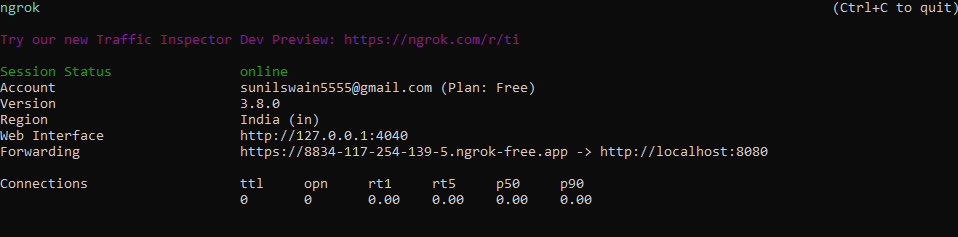 ngrok (Ctrl+C to quit)
Try our new Traffic Inspector Dev Preview: https://ngrok.com/r/ti
Session Status online
Account sunilswain5555@gmail.com (Plan: Free)
Version 3.8.0
Region India (in)
Web Interface http://127.0.0.1:4040
Forwarding https://8834-117-254-139-5.ngrok-free.app -> http://localhost:8080
Connections ttl opn rt1 rt5 p50 p90
0 0 0.00 0.00 0.00 0.00